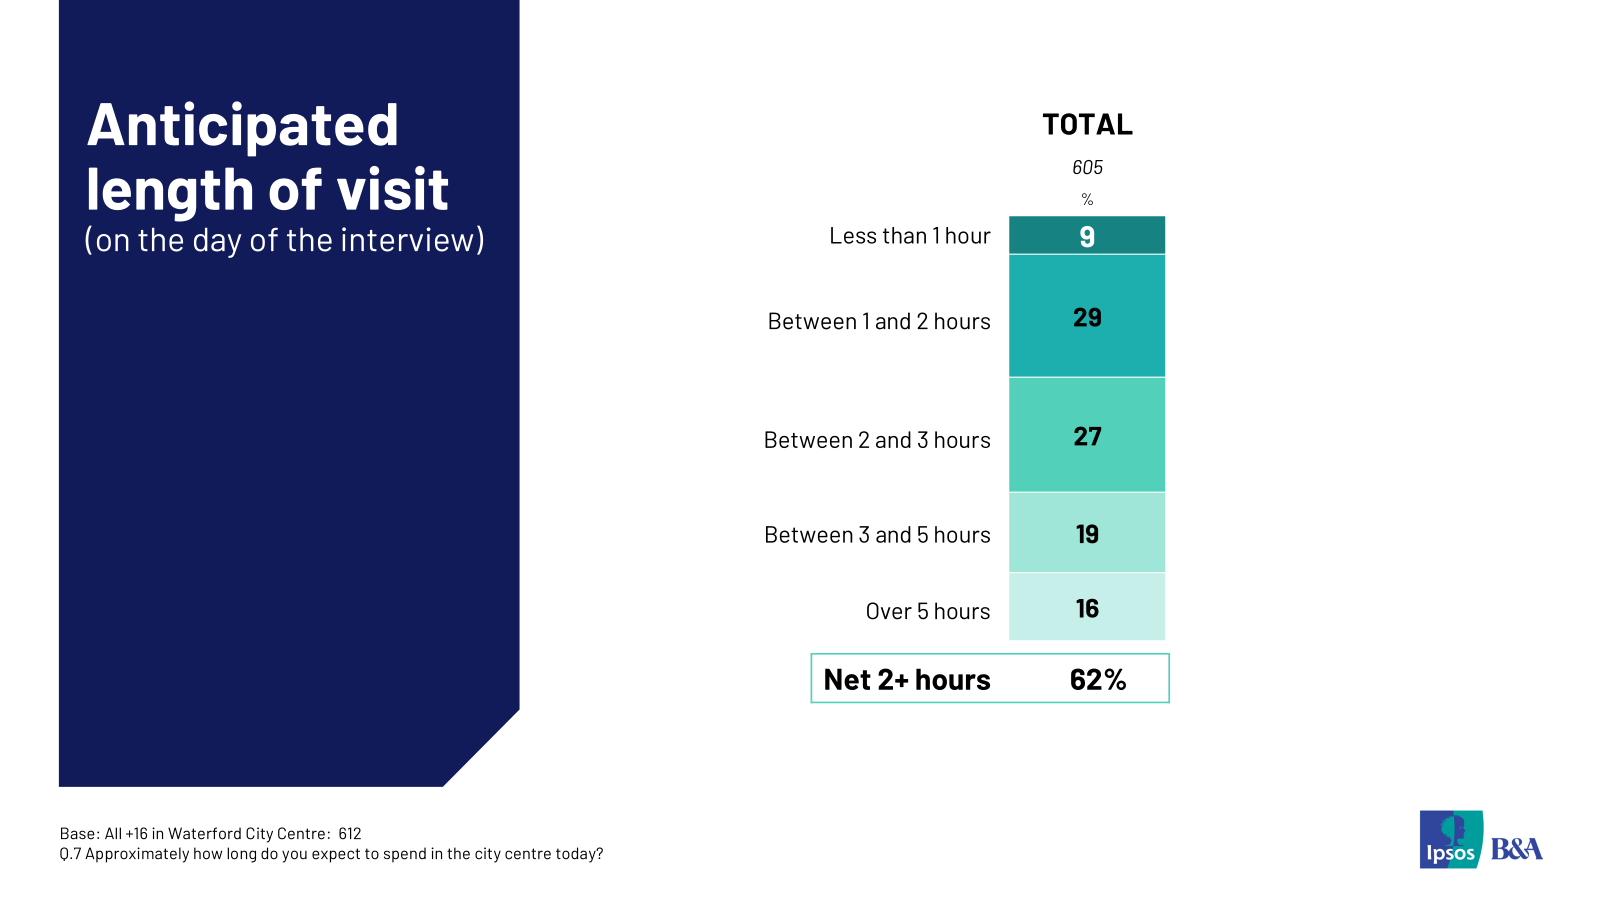 Anticipated
length of visit
(on the day of the interview)
TOTAL
605
%
Less than 1 hour 9
Between 1 and 2 hours 29
Between 2 and 3 hours 27
Between 3 and 5 hours 19
Over 5 hours 16
Net 2+ hours 62%
Base: All +16 in Waterford City Centre: 612
Q.7 Approximately how long do you expect to spend in the city centre today?
Ipsos B&A